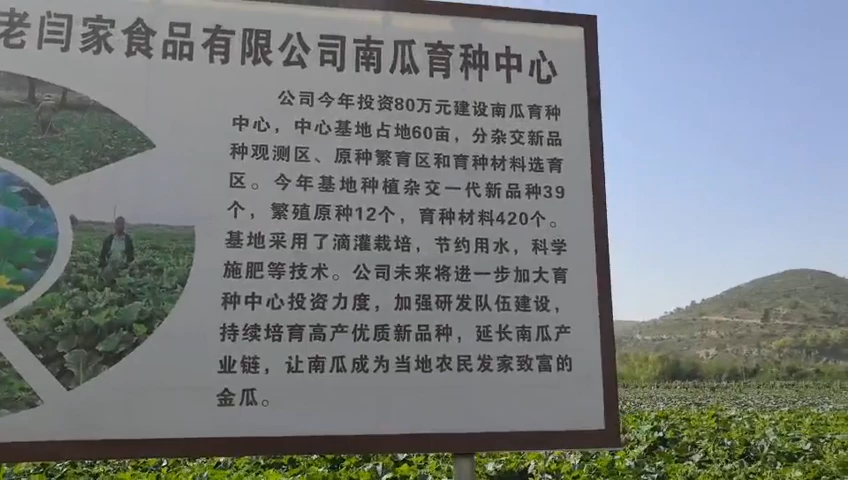 老闫家食品有限公司南瓜育种中心
公司今年投资80万元建设南瓜育种
中心，中心基地占地60亩，分杂交新品
种观测区、原种繁育区和育种材料选育
区。今年基地种植杂交一代新品种39
个，繁殖原种12个，育种材料420个。
基地采用了滴灌栽培，节约用水，科学
施肥等技术。公司未来将进一步加大育
种中心投资力度，加强研发队伍建设，
持续培育高产优质新品种，延长南瓜产
业链，让南瓜成为当地农民发家致富的
金瓜。